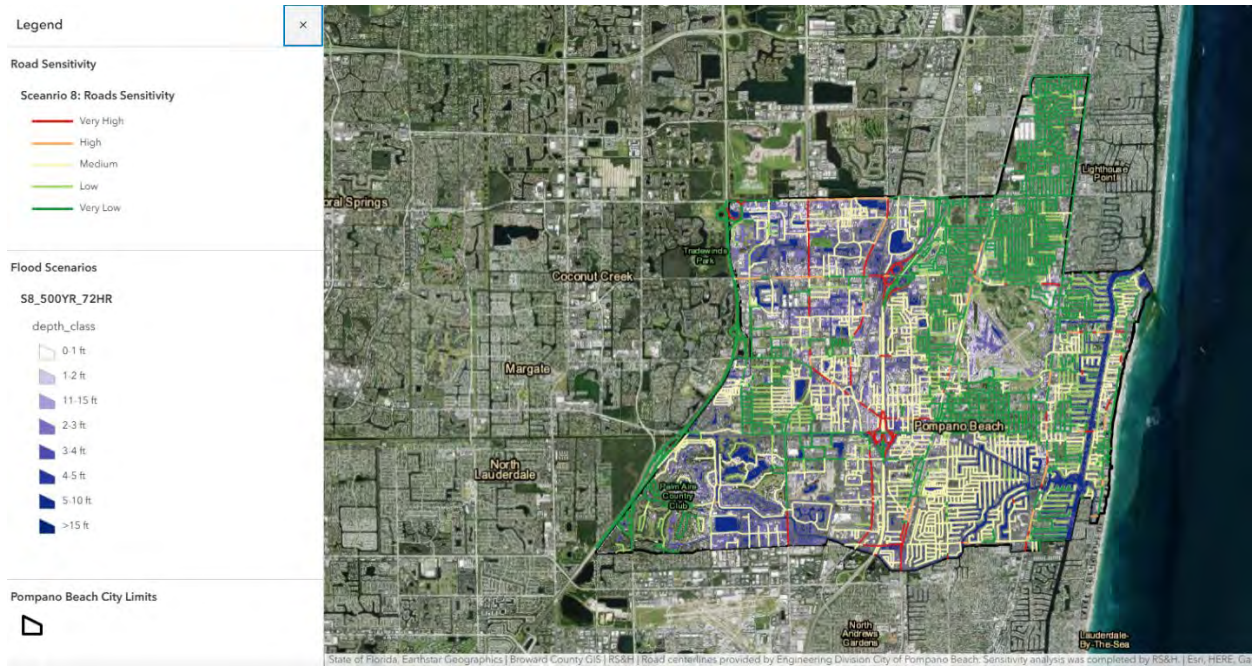 Legend
×
Road Sensitivity
Sceanrio 8: Roads Sensitivity
Very High
High
Medium
Low
Very Low
Flood Scenarios
S8_500YR_72HR
depth_class
0-1 ft
1-2 ft
11-15 ft
2-3 ft
3-4 ft
4-5 ft
5-10 ft
>15 ft
Pompano Beach City Limits
Lighthouse
Point
oral Springs
Tradewinds
Park
Coconut Creek
Margate
Pompano Beach
North
Lauderdale
Palm Aire
Country
Club
North
Andrews
Gardens
Lauderdale-
By-The-Sea
State of Florida, Earthstar Geographics | Broward County GIS | RS&H | Road centerlines provided by Engineering Division City of Pompano Beach. Sensitivity analysis was completed by RS&H. | Esri, HERE, Ga